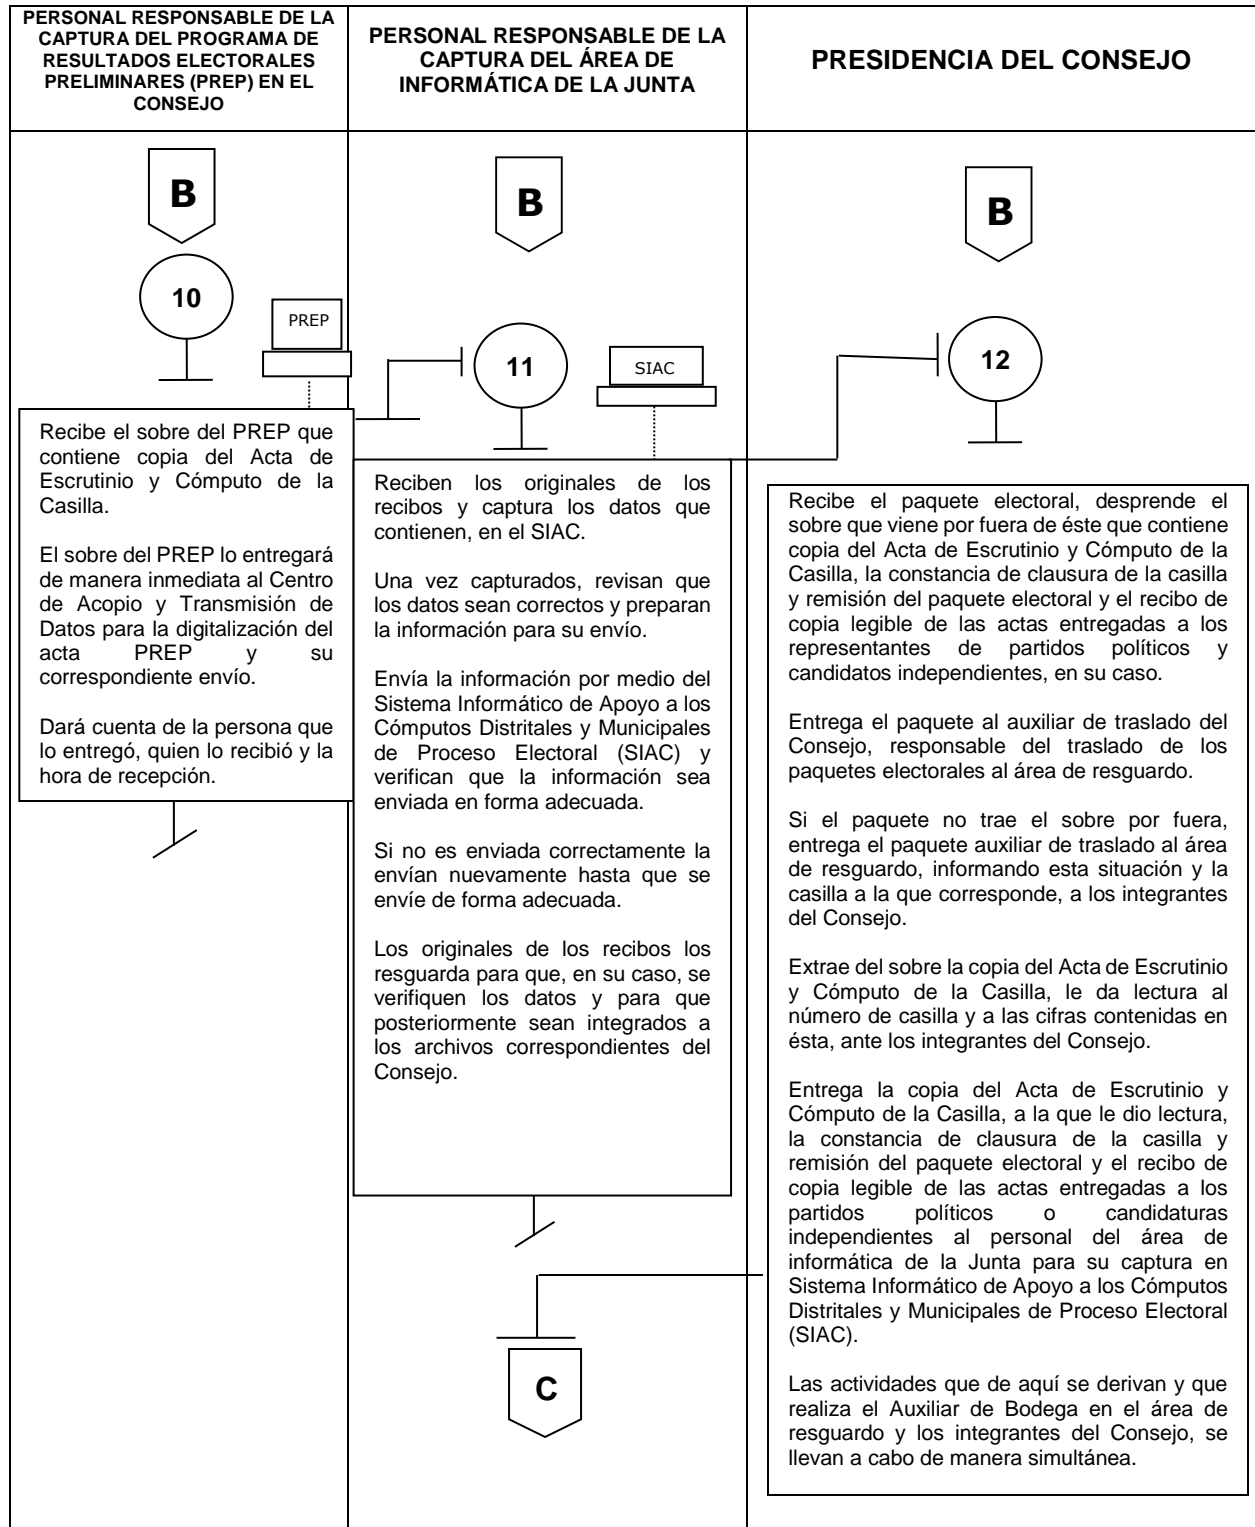 PERSONAL RESPONSABLE DE LA
CAPTURA DEL PROGRAMA DE
RESULTADOS ELECTORALES
PRELIMINARES (PREP) EN EL
CONSEJO
PERSONAL RESPONSABLE DE LA
CAPTURA DEL ÁREA DE
INFORMÁTICA DE LA JUNTA
PRESIDENCIA DEL CONSEJO
B
10
PREP
Recibe el sobre del PREP que
contiene copia del Acta de
Escrutinio y Cómputo de la
Casilla.
El sobre del PREP lo entregará
de manera inmediata al Centro
de Acopio y Transmisión de
Datos para la digitalización del
acta PREP y su
correspondiente envío.
Dará cuenta de la persona que
lo entregó, quien lo recibió y la
hora de recepción.
B
11
SIAC
Reciben los originales de los
recibos y captura los datos que
contienen, en el SIAC.
Una vez capturados, revisan que
los datos sean correctos y preparan
la información para su envío.
Envía la información por medio del
Sistema Informático de Apoyo a los
Cómputos Distritales y Municipales
de Proceso Electoral (SIAC) y
verifican que la información sea
enviada en forma adecuada.
Si no es enviada correctamente la
envían nuevamente hasta que se
envíe de forma adecuada.
Los originales de los recibos los
resguarda para que, en su caso, se
verifiquen los datos y para que
posteriormente sean integrados a
los archivos correspondientes del
Consejo.
C
B
12
Recibe el paquete electoral, desprende el
sobre que viene por fuera de éste que contiene
copia del Acta de Escrutinio y Cómputo de la
Casilla, la constancia de clausura de la casilla
y remisión del paquete electoral y el recibo de
copia legible de las actas entregadas a los
representantes de partidos políticos y
candidatos independientes, en su caso.
Entrega el paquete al auxiliar de traslado del
Consejo, responsable del traslado de los
paquetes electorales al área de resguardo.
Si el paquete no trae el sobre por fuera,
entrega el paquete auxiliar de traslado al área
de resguardo, informando esta situación y la
casilla a la que corresponde, a los integrantes
del Consejo.
Extrae del sobre la copia del Acta de Escrutinio
y Cómputo de la Casilla, le da lectura al
número de casilla y a las cifras contenidas en
ésta, ante los integrantes del Consejo.
Entrega la copia del Acta de Escrutinio y
Cómputo de la Casilla, a la que le dio lectura,
la constancia de clausura de la casilla y
remisión del paquete electoral y el recibo de
copia legible de las actas entregadas a los
partidos políticos o candidaturas
independientes al personal del área de
informática de la Junta para su captura en
Sistema Informático de Apoyo a los Cómputos
Distritales y Municipales de Proceso Electoral
(SIAC).
Las actividades que de aquí se derivan y que
realiza el Auxiliar de Bodega en el área de
resguardo y los integrantes del Consejo, se
llevan a cabo de manera simultánea.